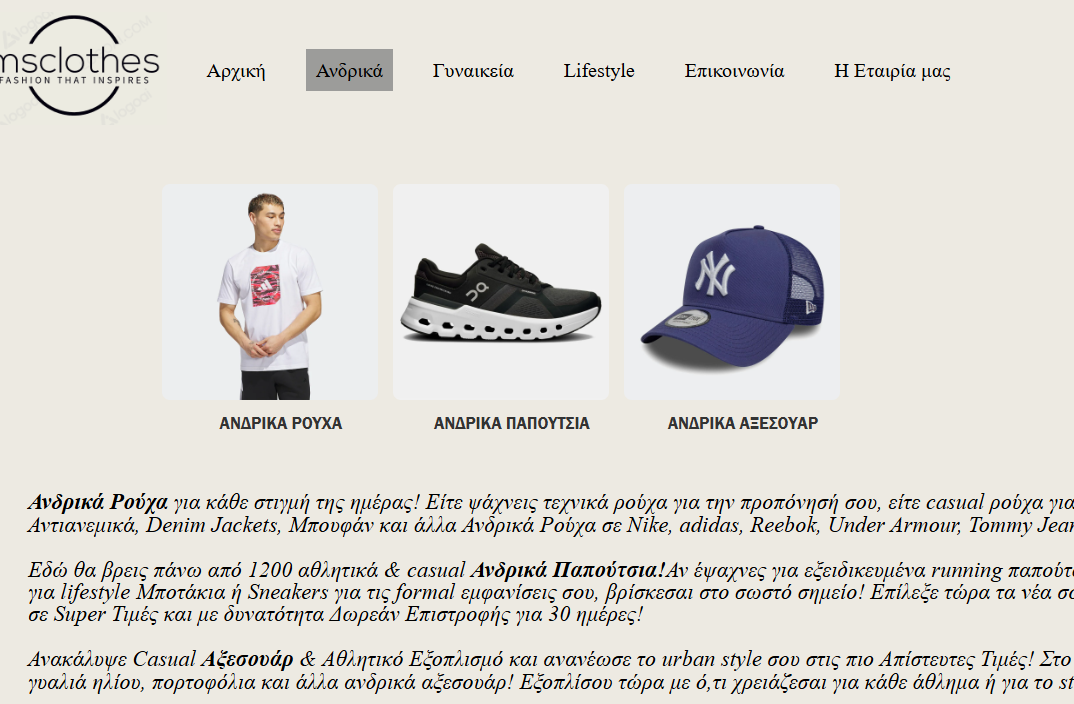 msclothes
FASHION THAT INSPIRES
Αρχική Ανδρικά Γυναικεία Lifestyle Επικοινωνία Η Εταιρία μας
ΑΝΔΡΙΚΑ ΡΟΥΧΑ ΑΝΔΡΙΚΑ ΠΑΠΟΥΤΣΙΑ ΑΝΔΡΙΚΑ ΑΞΕΣΟΥΑΡ
Ανδρικά Ρούχα για κάθε στιγμή της ημέρας! Είτε ψάχνεις τεχνικά ρούχα για την προπόνησή σου, είτε casual ρούχα για
Αντιανεμικά, Denim Jackets, Μπουφάν και άλλα Ανδρικά Ρούχα σε Nike, adidas, Reebok, Under Armour, Tommy Jean
Εδώ θα βρεις πάνω από 1200 αθλητικά & casual Ανδρικά Παπούτσια!Αν έψαχνες για εξειδικευμένα running παπούτσ
για lifestyle Μποτάκια ή Sneakers για τις formal εμφανίσεις σου, βρίσκεσαι στο σωστό σημείο! Επίλεξε τώρα τα νέα σο
σε Super Τιμές και με δυνατότητα Δωρεάν Επιστροφής για 30 ημέρες!
Ανακάλυψε Casual Αξεσουάρ & Αθλητικό Εξοπλισμό και ανανέωσε το urban style σου στις πιο Απίστευτες Τιμές! Στο
γυαλιά ηλίου, πορτοφόλια και άλλα ανδρικά αξεσουάρ! Εξοπλίσου τώρα με ό,τι χρειάζεσαι για κάθε άθλημα ή για το st